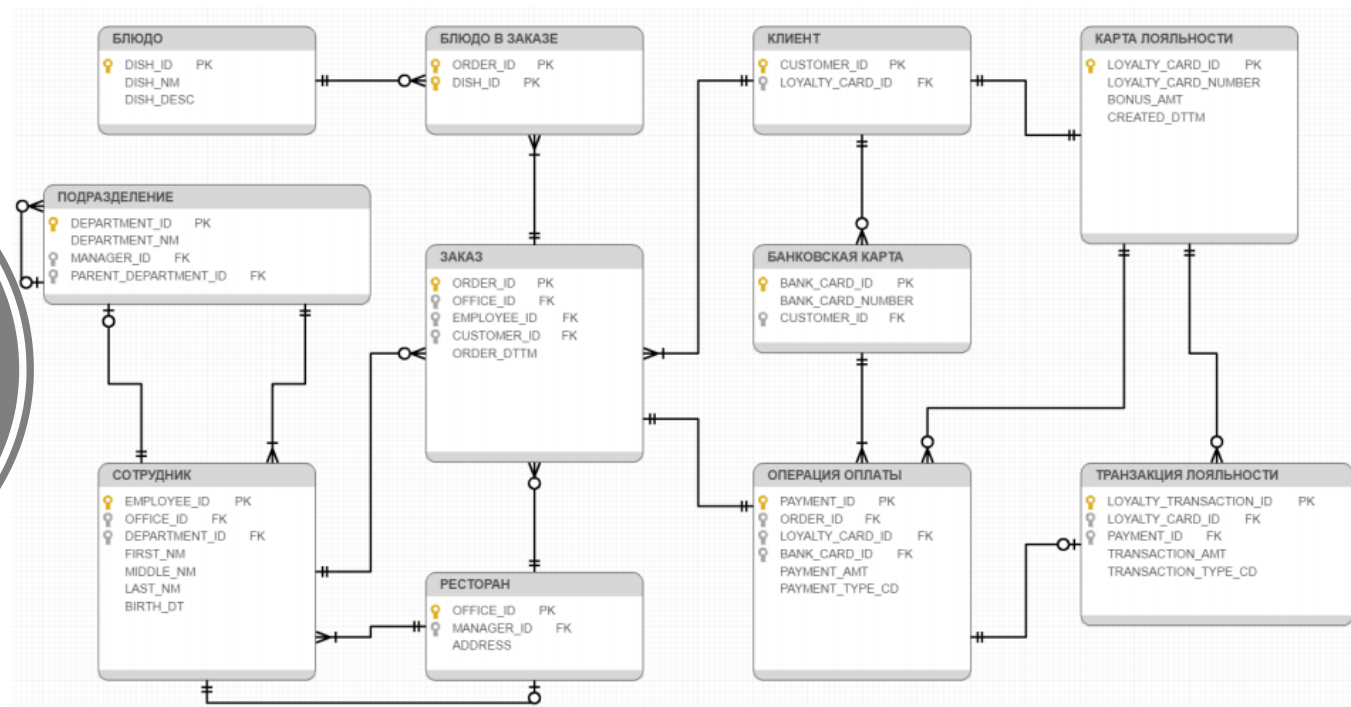 БЛЮДО
DISH_ID PK
DISH_NM
DISH_DESC
БЛЮДО В ЗАКАЗЕ
ORDER_ID PK
DISH_ID PK
КЛИЕНТ
CUSTOMER_ID PK
LOYALTY_CARD_ID FK
КАРТА ЛОЯЛЬНОСТИ
LOYALTY_CARD_ID PK
LOYALTY_CARD_NUMBER
BONUS_AMT
CREATED_DTTM
ПОДРАЗДЕЛЕНИЕ
DEPARTMENT_ID PK
DEPARTMENT_NM
MANAGER_ID FK
PARENT_DEPARTMENT_ID FK
ЗАКАЗ
ORDER_ID PK
OFFICE_ID FK
EMPLOYEE_ID FK
CUSTOMER_ID FK
ORDER_DTTM
БАНКОВСКАЯ КАРТА
BANK_CARD_ID PK
BANK_CARD_NUMBER
CUSTOMER_ID FK
СОТРУДНИК
EMPLOYEE_ID PK
OFFICE_ID FK
DEPARTMENT_ID FK
FIRST_NM
MIDDLE_NM
LAST_NM
BIRTH_DT
РЕСТОРАН
OFFICE_ID PK
MANAGER_ID FK
ADDRESS
ОПЕРАЦИЯ ОПЛАТЫ
PAYMENT_ID PK
ORDER_ID FK
LOYALTY_CARD_ID FK
BANK_CARD_ID FK
PAYMENT_AMT
PAYMENT_TYPE_CD
ТРАНЗАКЦИЯ ЛОЯЛЬНОСТИ
LOYALTY_TRANSACTION_ID PK
LOYALTY_CARD_ID FK
PAYMENT_ID FK
TRANSACTION_AMT
TRANSACTION_TYPE_CD